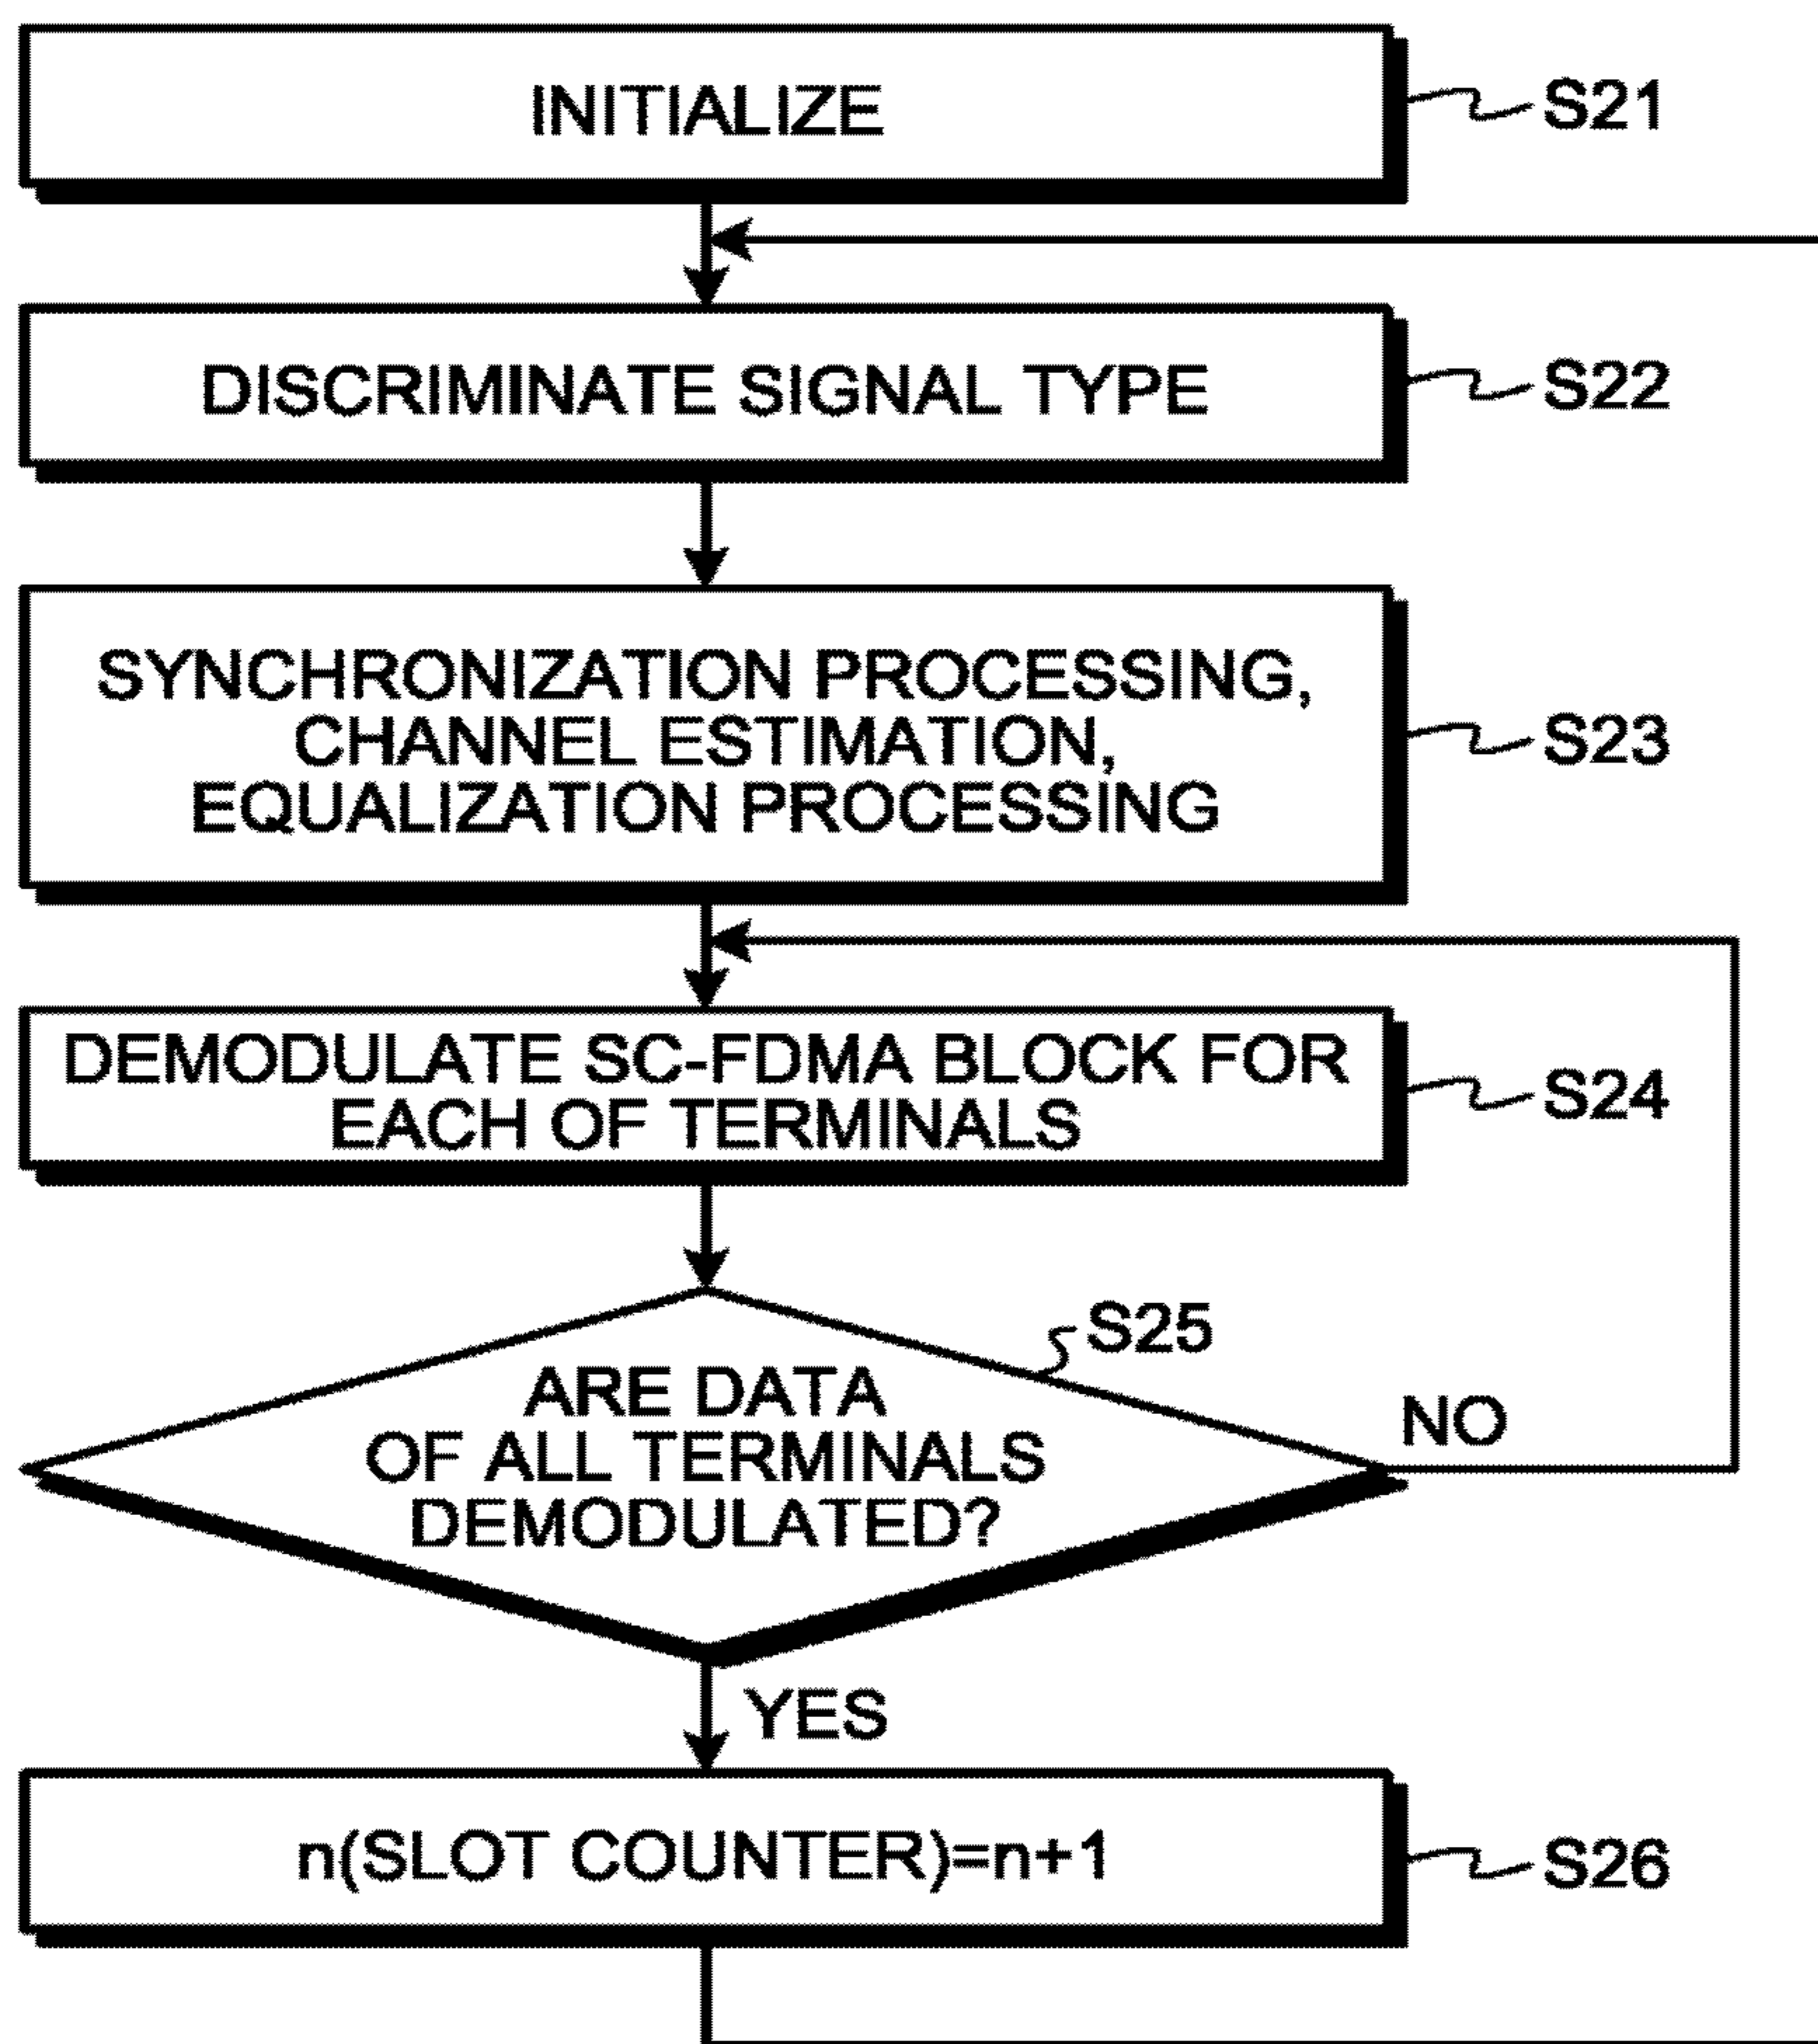 INITIALIZE
S21
DISCRIMINATE SIGNAL TYPE
S22
SYNCHRONIZATION PROCESSING,
CHANNEL ESTIMATION,
EQUALIZATION PROCESSING
S23
DEMODULATE SC-FDMA BLOCK FOR
EACH OF TERMINALS
S24
S25
ARE DATA
OF ALL TERMINALS
DEMODULATED?
NO
YES
n(SLOT COUNTER)=n+1
S26